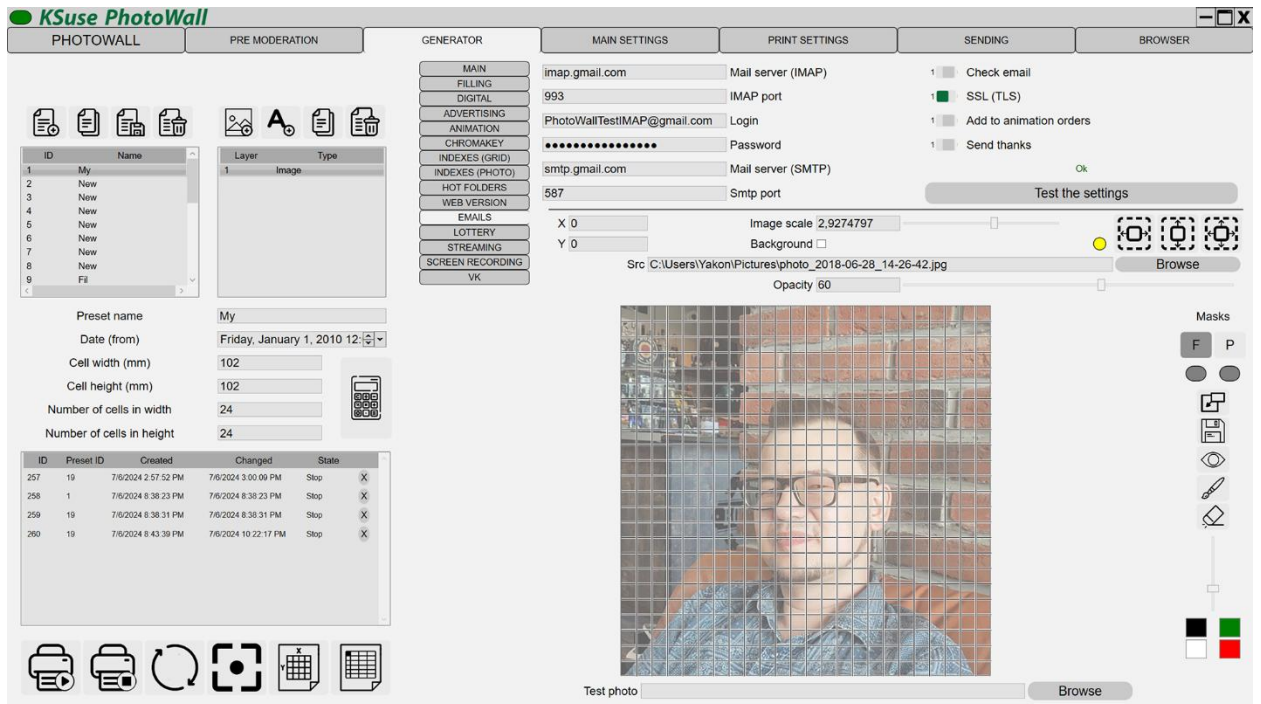 KSuse PhotoWall X
PHOTOWALL PRE MODERATION GENERATOR MAIN SETTINGS PRINT SETTINGS SENDING BROWSER
ID Name
1 My
2 New
3 New
4 New
5 New
6 New
7 New
8 New
9 Fil
Layer Type
1 Image
Preset name My
Date (from) Friday, January 1, 2010 12:
Cell width (mm) 102
Cell height (mm) 102
Number of cells in width 24
Number of cells in height 24
ID Preset ID Created Changed State
257 19 7/6/2024 2:57:52 PM 7/6/2024 3:00:09 PM Stop X
258 1 7/6/2024 8:38:23 PM 7/6/2024 8:38:23 PM Stop X
259 19 7/6/2024 8:38:31 PM 7/6/2024 8:38:31 PM Stop X
260 19 7/6/2024 8:43:39 PM 7/6/2024 10:22:17 PM Stop X
X
Y
MAIN
FILLING
DIGITAL
ADVERTISING
ANIMATION
CHROMAKEY
INDEXES (GRID)
INDEXES (PHOTO)
HOT FOLDERS
WEB VERSION
EMAILS
LOTTERY
STREAMING
SCREEN RECORDING
VK
imap.gmail.com Mail server (IMAP) 1 Check email
993 IMAP port 1 SSL (TLS)
PhotoWallTestIMAP@gmail.com Login 1 Add to animation orders
●●●●●●●●●●●●●●●● Password 1 Send thanks
smtp.gmail.com Mail server (SMTP) Ok
587 Smtp port Test the settings
X 0 Image scale 2,9274797
Y 0 Background
Src C:\Users\Yakon\Pictures\photo_2018-06-28_14-26-42.jpg Browse
Opacity 60
Masks
F P
Test photo Browse